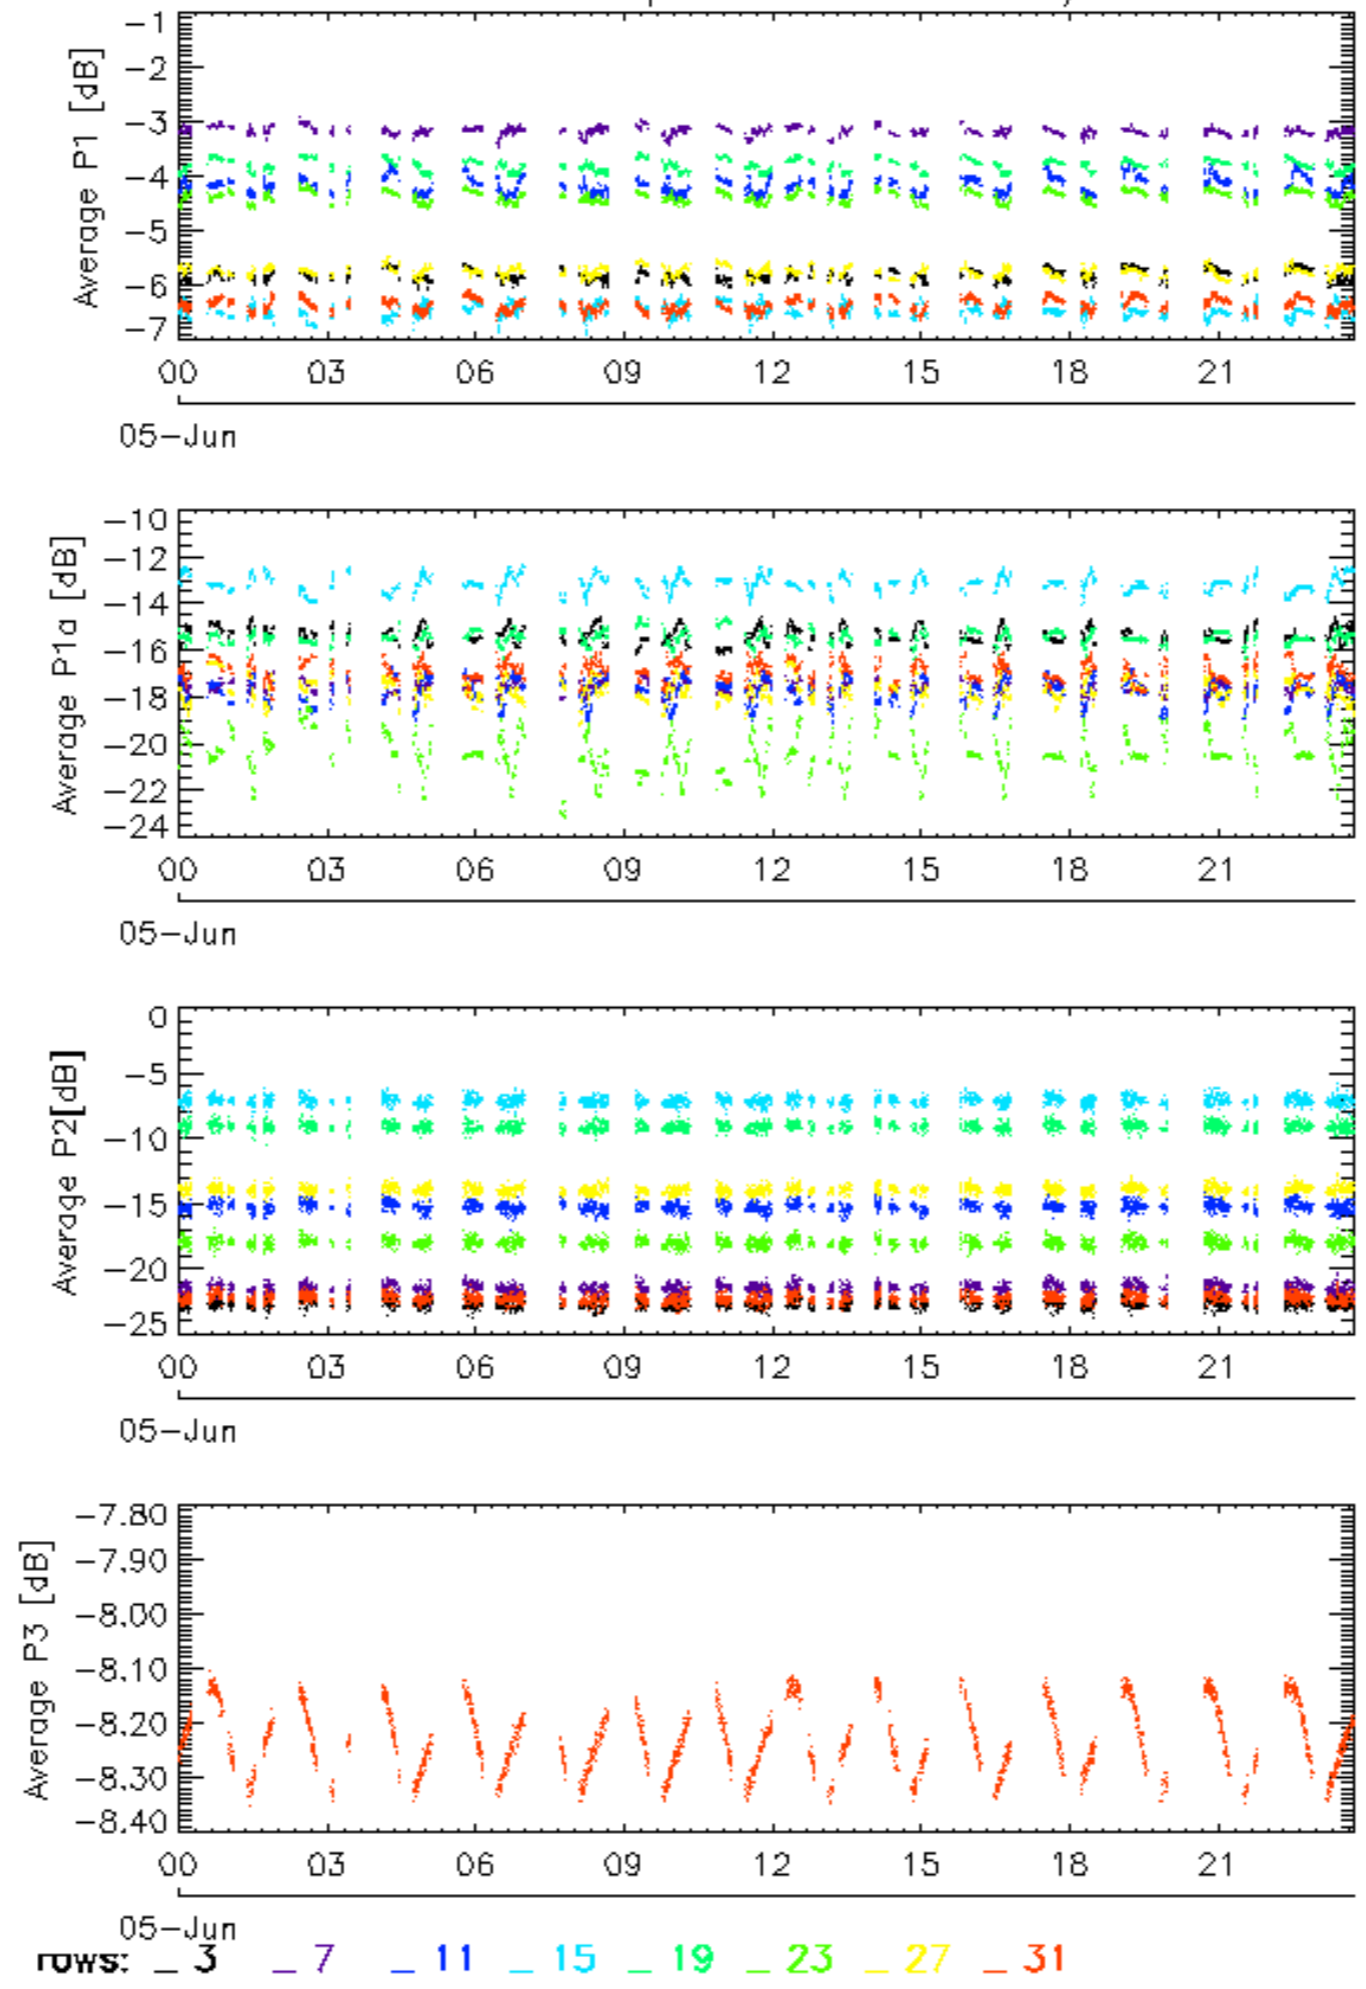 Average P1 [dB]
−1
−2
−3
−4
−5
−6
−7
00 03 06 09 12 15 18 21
05−Jun
Average P1a [dB]
−10
−12
−14
−16
−18
−20
−22
−24
00 03 06 09 12 15 18 21
05−Jun
Average P2[dB]
0
−5
−10
−15
−20
−25
00 03 06 09 12 15 18 21
05−Jun
Average P3 [dB]
−7.80
−7.90
−8.00
−8.10
−8.20
−8.30
−8.40
00 03 06 09 12 15 18 21
05−Jun
rows: _ 3 _ 7 _ 11 _ 15 _ 19 _ 23 _ 27 _ 31